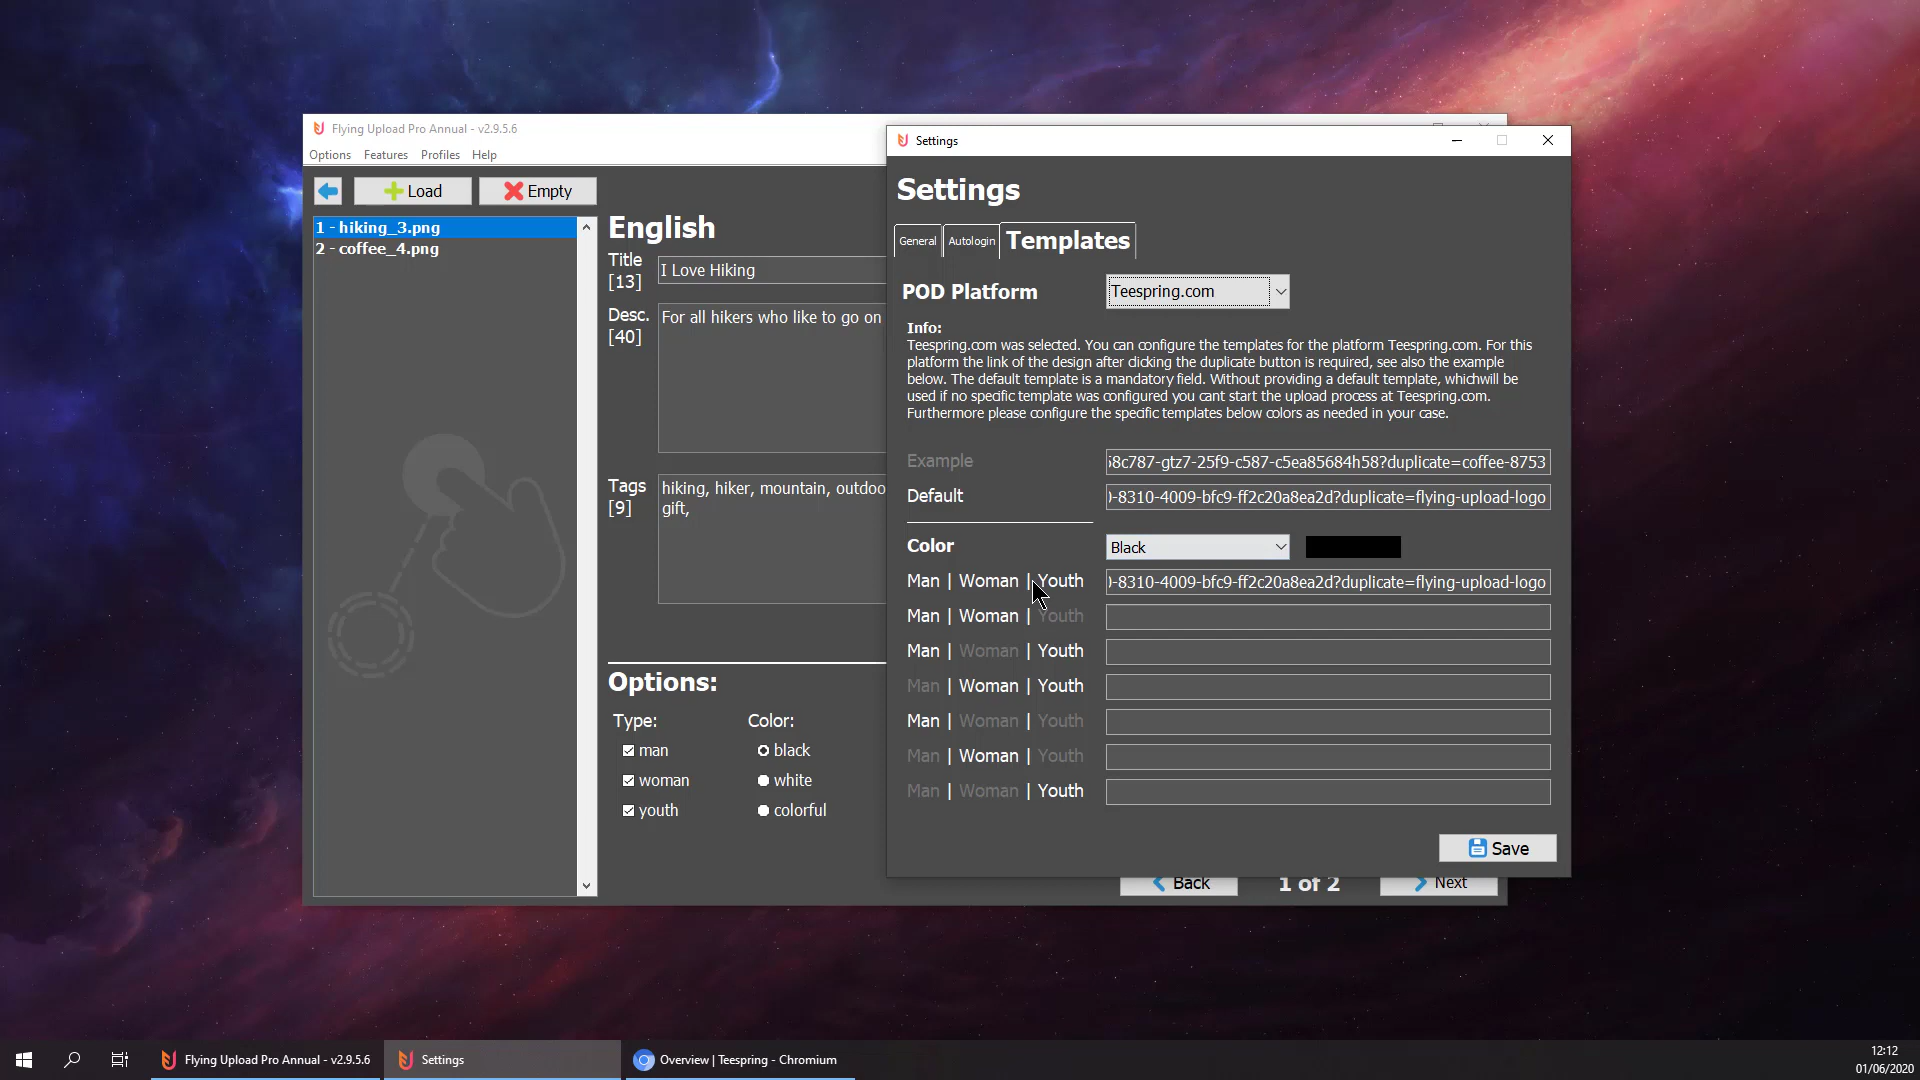 Flying Upload Pro Annual - v2.9.5.6
Options Features Profiles Help
Load
Empty
1 - hiking_3.png
2 - coffee_4.png
English
Title
[13]
I Love Hiking
Desc.
[40]
For all hikers who like to go on
Tags
[9]
hiking, hiker, mountain, outdoo
gift,
Options:
Type:
Color:
man
black
woman
white
youth
colorful
Back
1 of 2
Next
Settings
Settings
General
Autologin
Templates
POD Platform
Teespring.com
Info:
Teespring.com was selected. You can configure the templates for the platform Teespring.com. For this
platform the link of the design after clicking the duplicate button is required, see also the example
below. The default template is a mandatory field. Without providing a default template, whichwill be
used if no specific template was configured you cant start the upload process at Teespring.com.
Furthermore please configure the specific templates below colors as needed in your case.
Example
8c787-gtz7-25f9-c587-c5ea85684h58?duplicate=coffee-8753
Default
-8310-4009-bfc9-ff2c20a8ea2d?duplicate=flying-upload-logo
Color
Black
Man | Woman | Youth
-8310-4009-bfc9-ff2c20a8ea2d?duplicate=flying-upload-logo
Man | Woman | Youth
Man | Woman | Youth
Man | Woman | Youth
Man | Woman | Youth
Man | Woman | Youth
Man | Woman | Youth
Save
Flying Upload Pro Annual - v2.9.5.6
Settings
Overview | Teespring - Chromium
12:12
01/06/2020